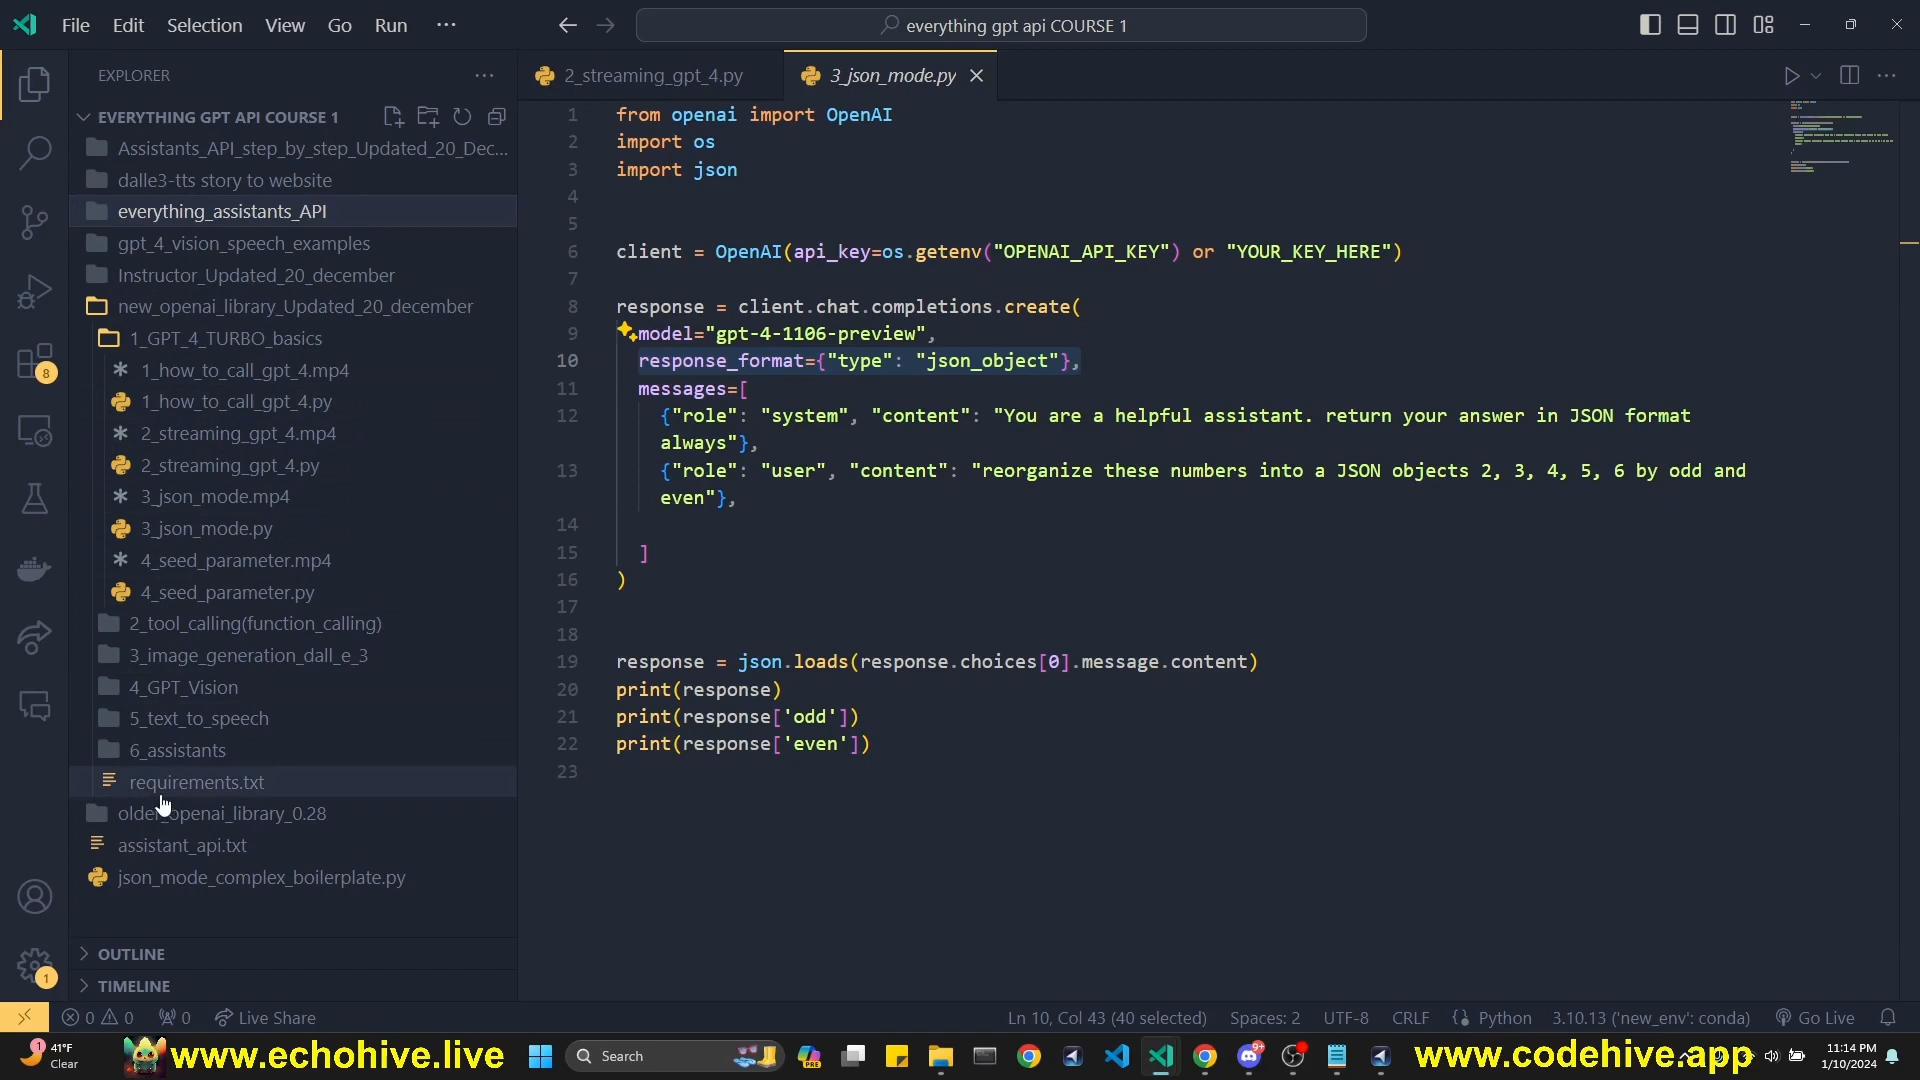 File Edit Selection View Go Run ···
everything gpt api COURSE 1
EXPLORER
EVERYTHING GPT API COURSE 1
Assistants_API_step_by_step_Updated_20_Dec...
dalle3-tts story to website
everything_assistants_API
gpt_4_vision_speech_examples
Instructor_Updated_20_december
new_openai_library_Updated_20_december
1_GPT_4_TURBO_basics
1_how_to_call_gpt_4.mp4
1_how_to_call_gpt_4.py
2_streaming_gpt_4.mp4
2_streaming_gpt_4.py
3_json_mode.mp4
3_json_mode.py
4_seed_parameter.mp4
4_seed_parameter.py
2_tool_calling(function_calling)
3_image_generation_dall_e_3
4_GPT_Vision
5_text_to_speech
6_assistants
requirements.txt
older_openai_library_0.28
assistant_api.txt
json_mode_complex_boilerplate.py
OUTLINE
TIMELINE
8
1
2_streaming_gpt_4.py
3_json_mode.py
1 from openai import OpenAI
2 import os
3 import json
4
5
6 client = OpenAI(api_key=os.getenv("OPENAI_API_KEY") or "YOUR_KEY_HERE")
7
8 response = client.chat.completions.create(
9 model="gpt-4-1106-preview",
10 response_format={"type": "json_object"},
11 messages=[
12 {"role": "system", "content": "You are a helpful assistant. return your answer in JSON format
always"},
13 {"role": "user", "content": "reorganize these numbers into a JSON objects 2, 3, 4, 5, 6 by odd and
even"},
14
15 ]
16 )
17
18
19 response = json.loads(response.choices[0].message.content)
20 print(response)
21 print(response['odd'])
22 print(response['even'])
23
0 0 0 Live Share Ln 10, Col 43 (40 selected) Spaces: 2 UTF-8 CRLF Python 3.10.13 ('new_env': conda) Go Live
1 41°F
Clear
www.echohive.live
Search
PRE
9+
www.codehive.app
11:14 PM
1/10/2024